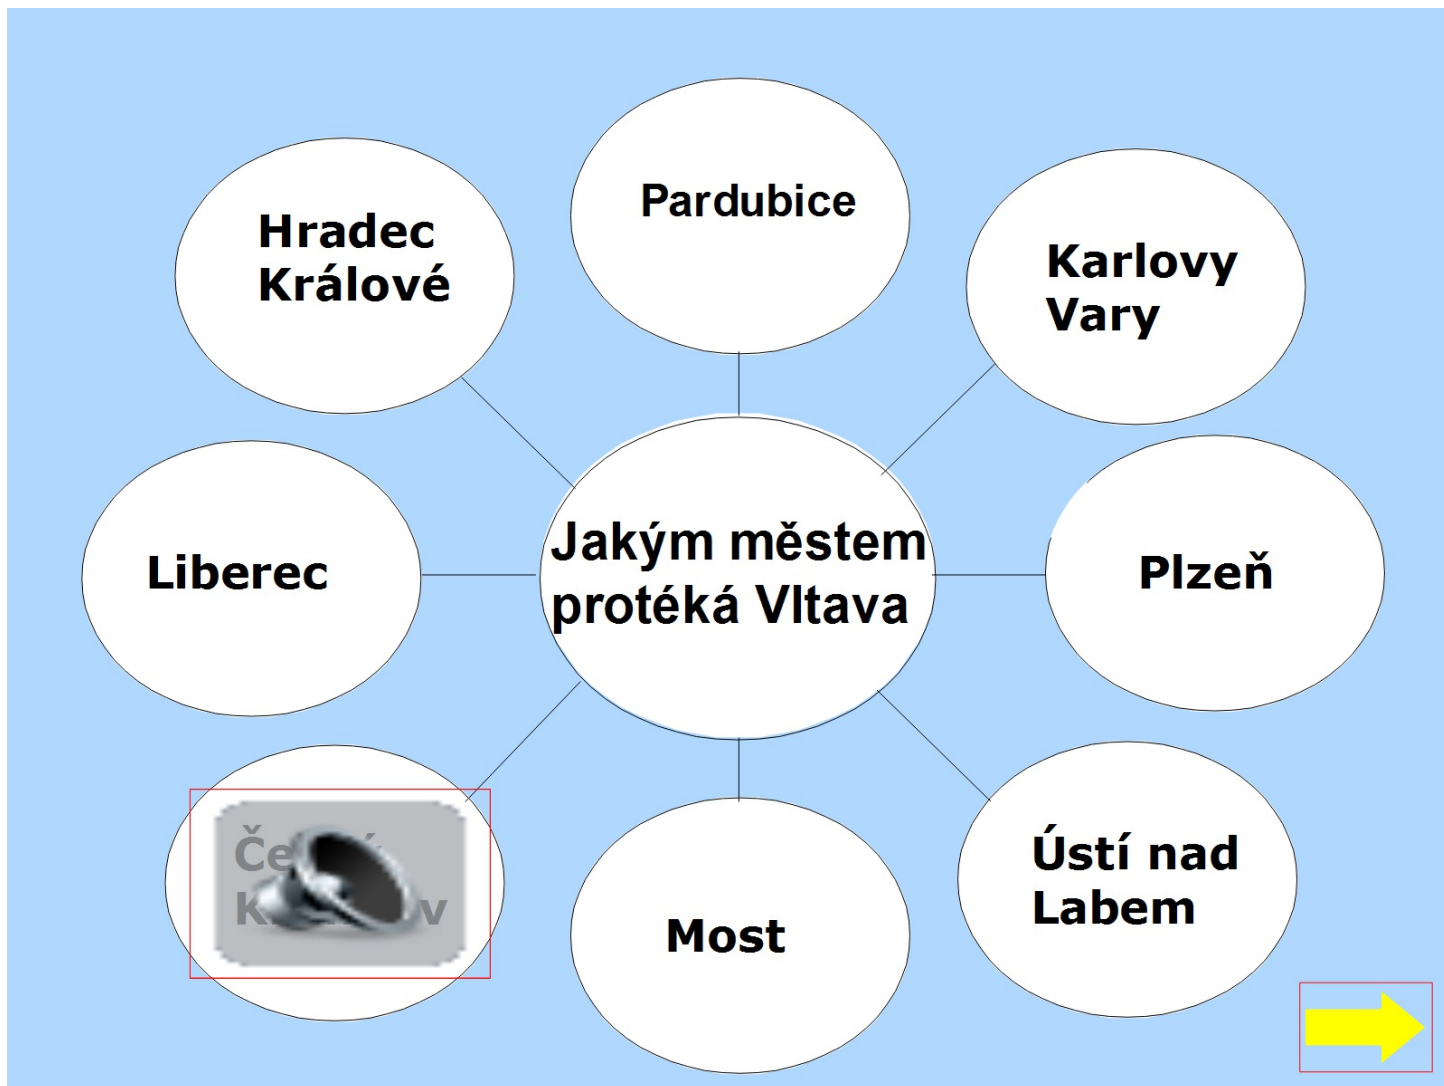 Pardubice
Hradec
Králové
Karlovy
Vary
Jakým městem
protéká Vltava
Liberec
Plzeň
Ústí nad
Labem
Most